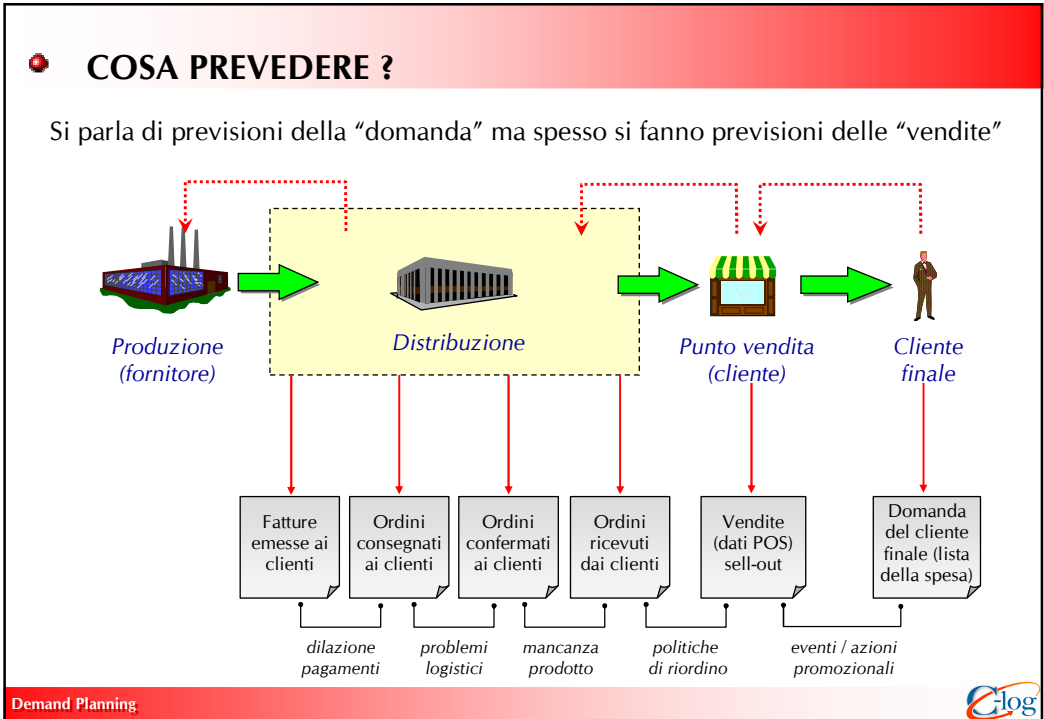 COSA PREVEDERE ?
Si parla di previsioni della “domanda” ma spesso si fanno previsioni delle “vendite”
Produzione
(fornitore)
Distribuzione
Punto vendita
(cliente)
Cliente
finale
Fatture
emesse ai
clienti
Ordini
consegnati
ai clienti
Ordini
confermati
ai clienti
Ordini
ricevuti
dai clienti
Vendite
(dati POS)
sell-out
Domanda
del cliente
finale (lista
della spesa)
dilazione
pagamenti
problemi
logistici
mancanza
prodotto
politiche
di riordino
eventi / azioni
promozionali
Demand Planning
C-log